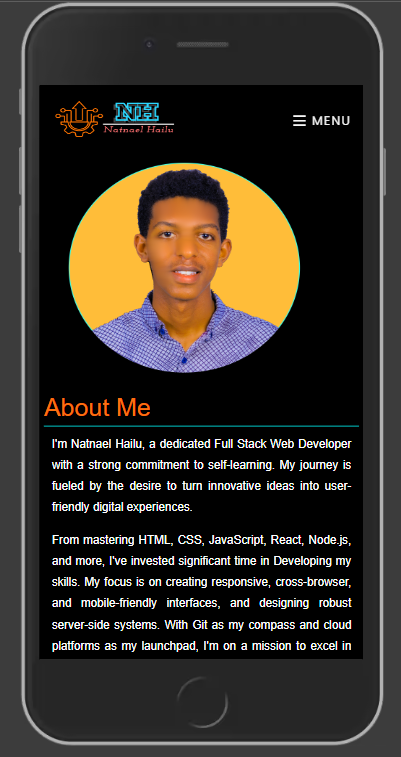 NH
Natnael Hailu
MENU
About Me
I'm Natnael Hailu, a dedicated Full Stack Web Developer
with a strong commitment to self-learning. My journey is
fueled by the desire to turn innovative ideas into user-
friendly digital experiences.
From mastering HTML, CSS, JavaScript, React, Node.js,
and more, I've invested significant time in Developing my
skills. My focus is on creating responsive, cross-browser,
and mobile-friendly interfaces, and designing robust
server-side systems. With Git as my compass and cloud
platforms as my launchpad, I'm on a mission to excel in